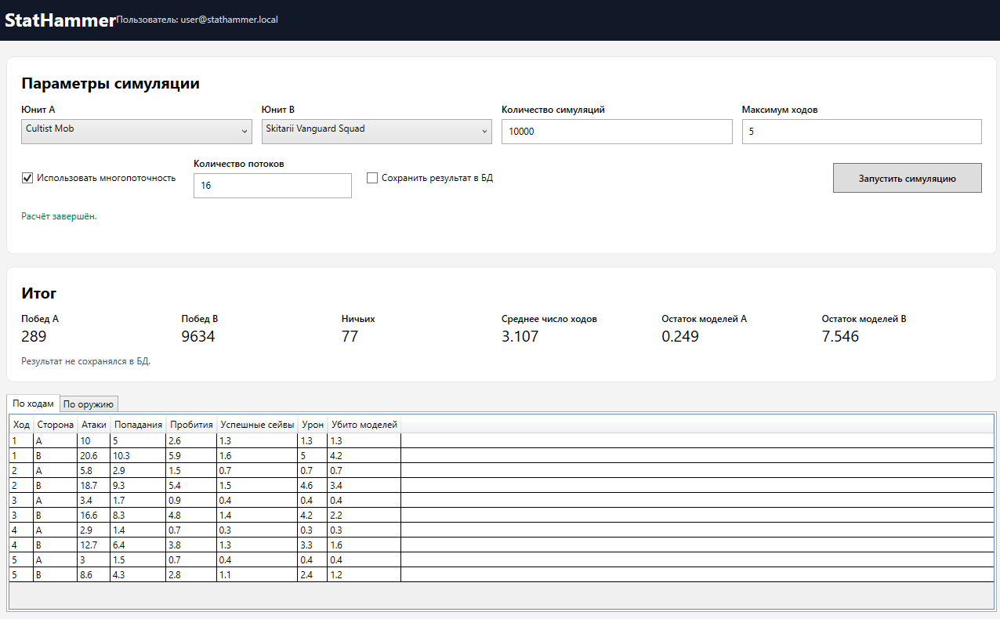 StatHammer Пользователь: user@stathammer.local
Параметры симуляции
Юнит A Юнит B Количество симуляций Максимум ходов
Cultist Mob Skitarii Vanguard Squad 10000 5
Количество потоков
Использовать многопоточность 16 Сохранить результат в БД Запустить симуляцию
Расчёт завершён.
Итог
Побед A Побед B Ничьих Среднее число ходов Остаток моделей A Остаток моделей B
289 9634 77 3.107 0.249 7.546
Результат не сохранялся в БД.
По ходам По оружию
Ход Сторона Атаки Попадания Пробития Успешные сейвы Урон Убито моделей
1 A 10 5 2.6 1.3 1.3 1.3
1 B 20.6 10.3 5.9 1.6 5 4.2
2 A 5.8 2.9 1.5 0.7 0.7 0.7
2 B 18.7 9.3 5.4 1.5 4.6 3.4
3 A 3.4 1.7 0.9 0.4 0.4 0.4
3 B 16.6 8.3 4.8 1.4 4.2 2.2
4 A 2.9 1.4 0.7 0.3 0.3 0.3
4 B 12.7 6.4 3.8 1.3 3.3 1.6
5 A 3 1.5 0.7 0.4 0.4 0.4
5 B 8.6 4.3 2.8 1.1 2.4 1.2